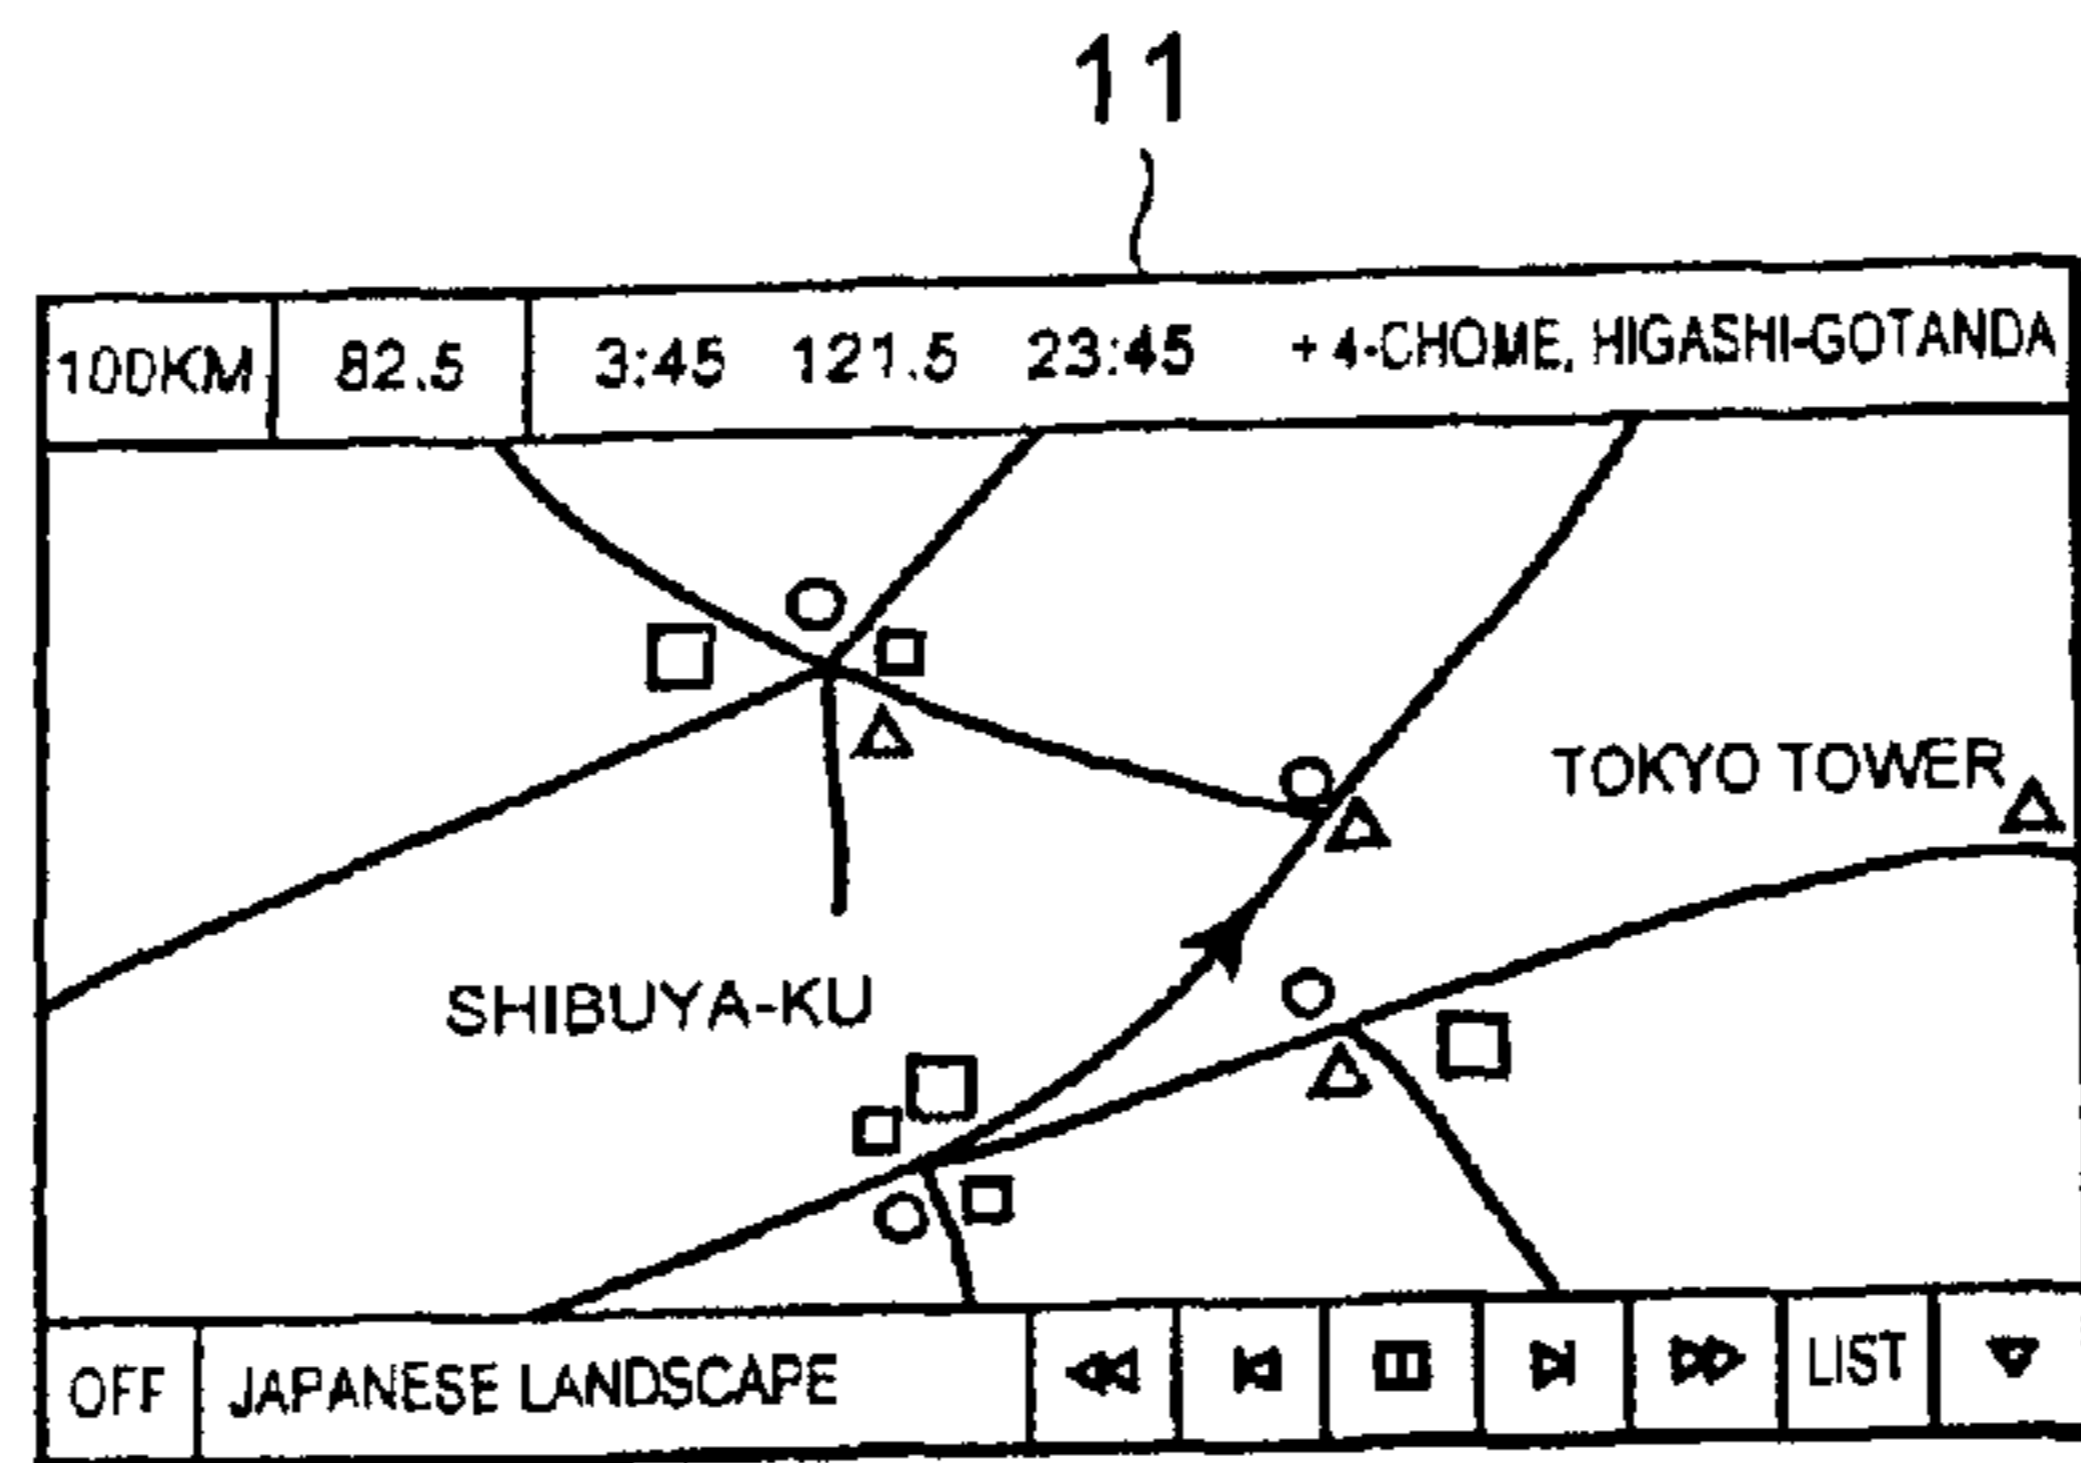 11
100KM 82.5 3:45 121.5 23:45 + 4-CHOME, HIGASHI-GOTANDA
TOKYO TOWER
SHIBUYA-KU
OFF JAPANESE LANDSCAPE LIST